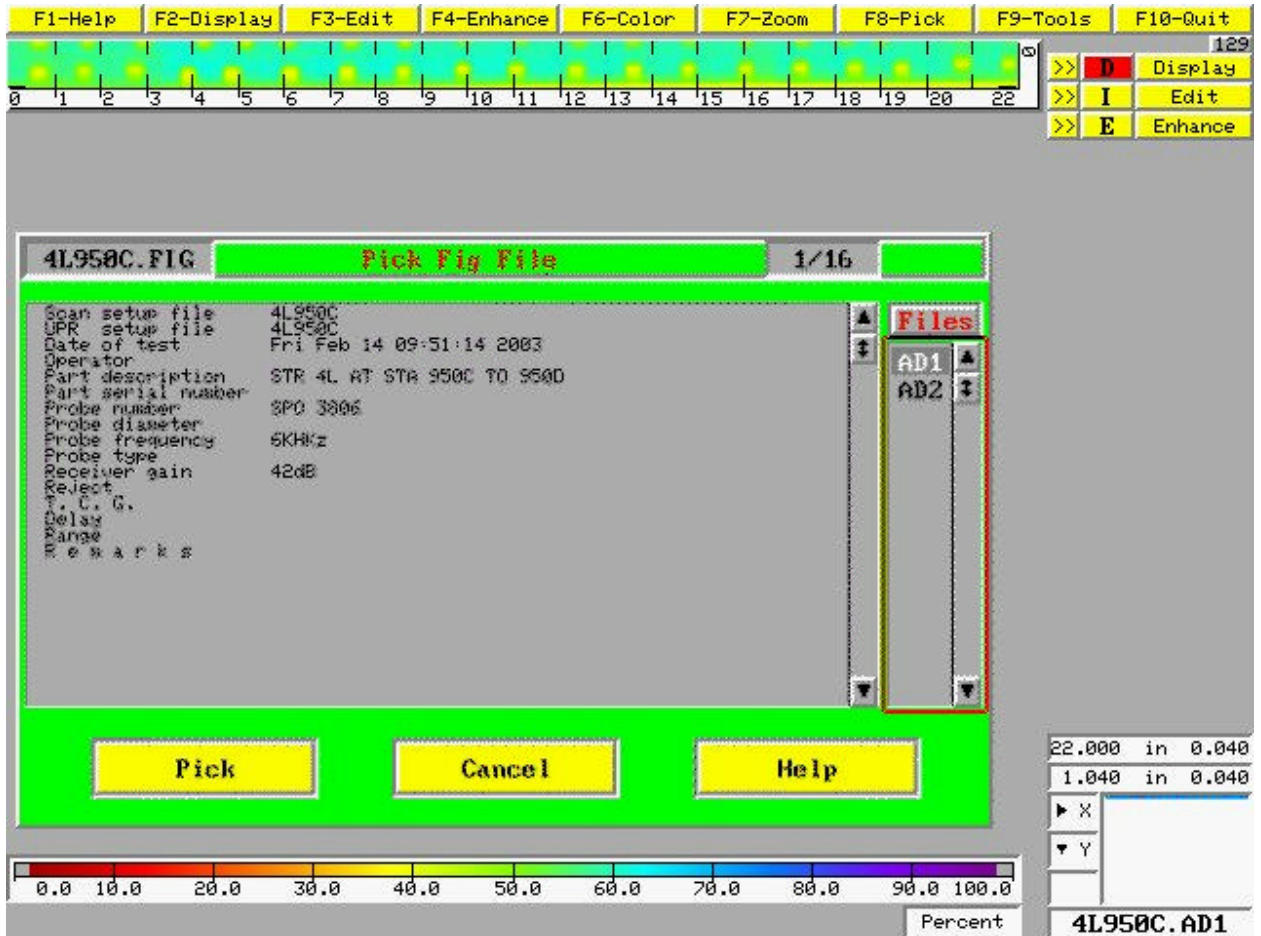 F1-Help F2-Display F3-Edit F4-Enhance F6-Color F7-Zoom F8-Pick F9-Tools F10-Quit
129
>> D Display
0 1 2 3 4 5 6 7 8 9 10 11 12 13 14 15 16 17 18 19 20 22
>> I Edit
>> E Enhance
4L950C.FIG Pick Fig File 1/16
Scan setup file 4L950C
UPR setup file 4L950C
Date of test Fri Feb 14 09:51:14 2003
Operator
Part description STR 4L AT STA 950C TO 950D
Part serial number
Probe number SPO 3806
Probe diameter
Probe frequency 6KHKz
Probe type
Receiver gain 42dB
Reject
T. C. G.
Delay
Range
R e m a r k s
Files
AD1
AD2
Pick Cancel Help
22.000 in 0.040
1.040 in 0.040
X
Y
0.0 10.0 20.0 30.0 40.0 50.0 60.0 70.0 80.0 90.0 100.0
Percent
4L950C.AD1